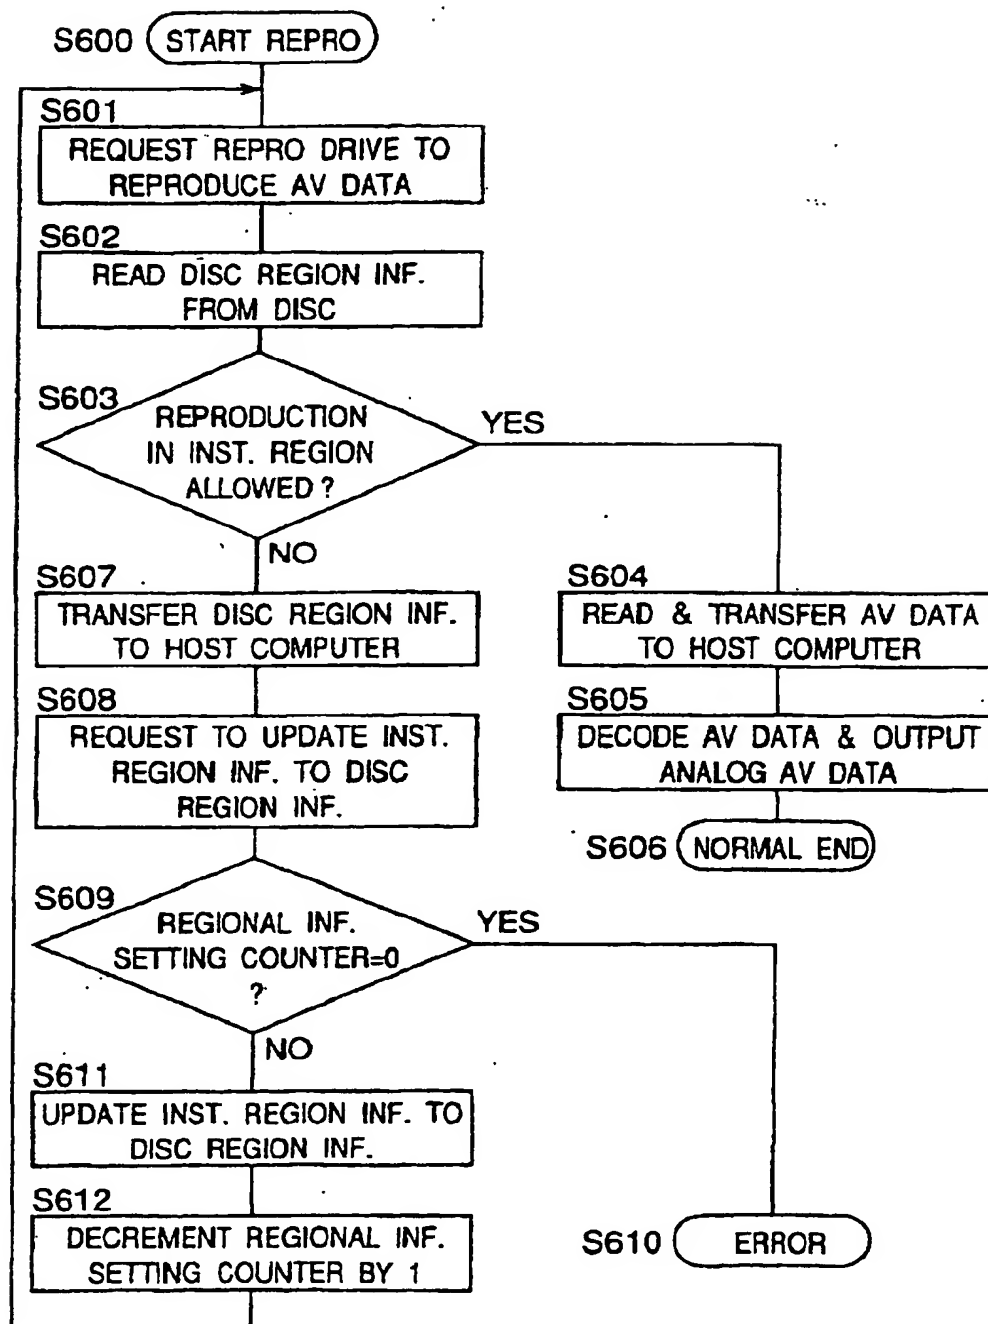 S600 START REPRO
S601
REQUEST REPRO DRIVE TO
REPRODUCE AV DATA
S602
READ DISC REGION INF.
FROM DISC
S603
REPRODUCTION
IN INST. REGION
ALLOWED ?
YES
NO
S607
TRANSFER DISC REGION INF.
TO HOST COMPUTER
S604
READ & TRANSFER AV DATA
TO HOST COMPUTER
S608
REQUEST TO UPDATE INST.
REGION INF. TO DISC
REGION INF.
S605
DECODE AV DATA & OUTPUT
ANALOG AV DATA
S606 NORMAL END
S609
REGIONAL INF.
SETTING COUNTER=0
?
YES
NO
S611
UPDATE INST. REGION INF. TO
DISC REGION INF.
S612
DECREMENT REGIONAL INF.
SETTING COUNTER BY 1
S610 ERROR